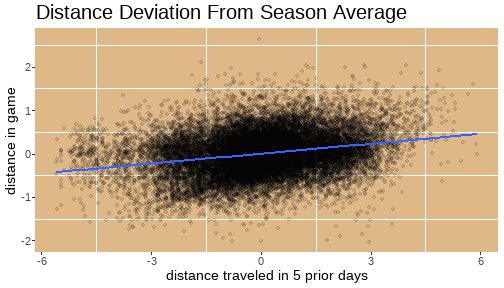 Distance Deviation From Season Average
distance in game
2
1
0
-1
-2
-6 -3 0 3 6
distance traveled in 5 prior days